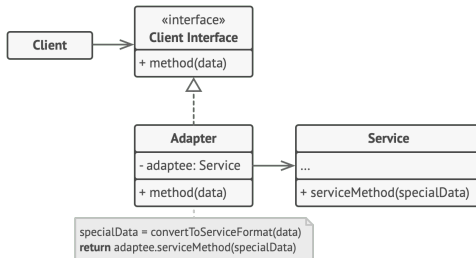 «interface»
Client Interface
Client
+ method(data)
Adapter
- adaptee: Service
+ method(data)
Service
...
+ serviceMethod(specialData)
specialData = convertToServiceFormat(data)
return adaptee.serviceMethod(specialData)